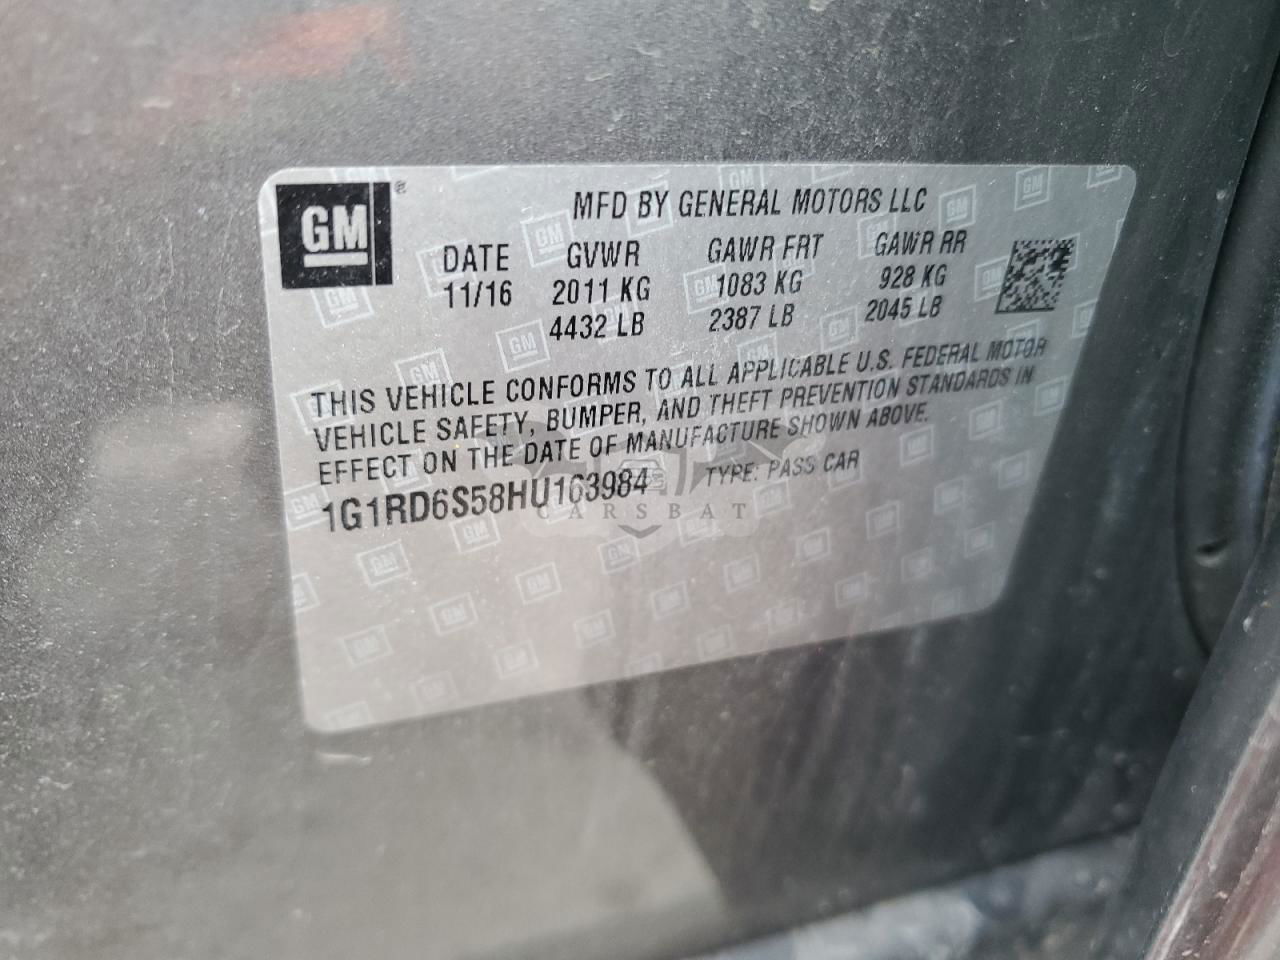 GM®
MFD BY GENERAL MOTORS LLC
DATE GVWR GAWR FRT GAWR RR
11/16 2011 KG 1083 KG 928 KG
4432 LB 2387 LB 2045 LB
THIS VEHICLE CONFORMS TO ALL APPLICABLE U.S. FEDERAL MOTOR
VEHICLE SAFETY, BUMPER, AND THEFT PREVENTION STANDARDS IN
EFFECT ON THE DATE OF MANUFACTURE SHOWN ABOVE.
1G1RD6S58HU163984 TYPE: PASS CAR
CARSBAT